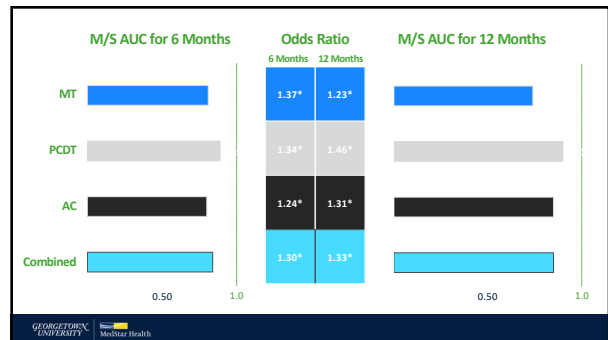 M/S AUC for 6 Months
Odds Ratio
M/S AUC for 12 Months
6 Months 12 Months
MT 1.37* 1.23*
PCDT 1.34* 1.46*
AC 1.24* 1.31*
Combined 1.30* 1.33*
0.50 1.0 0.50 1.0
GEORGETOWN
UNIVERSITY
MedStar Health